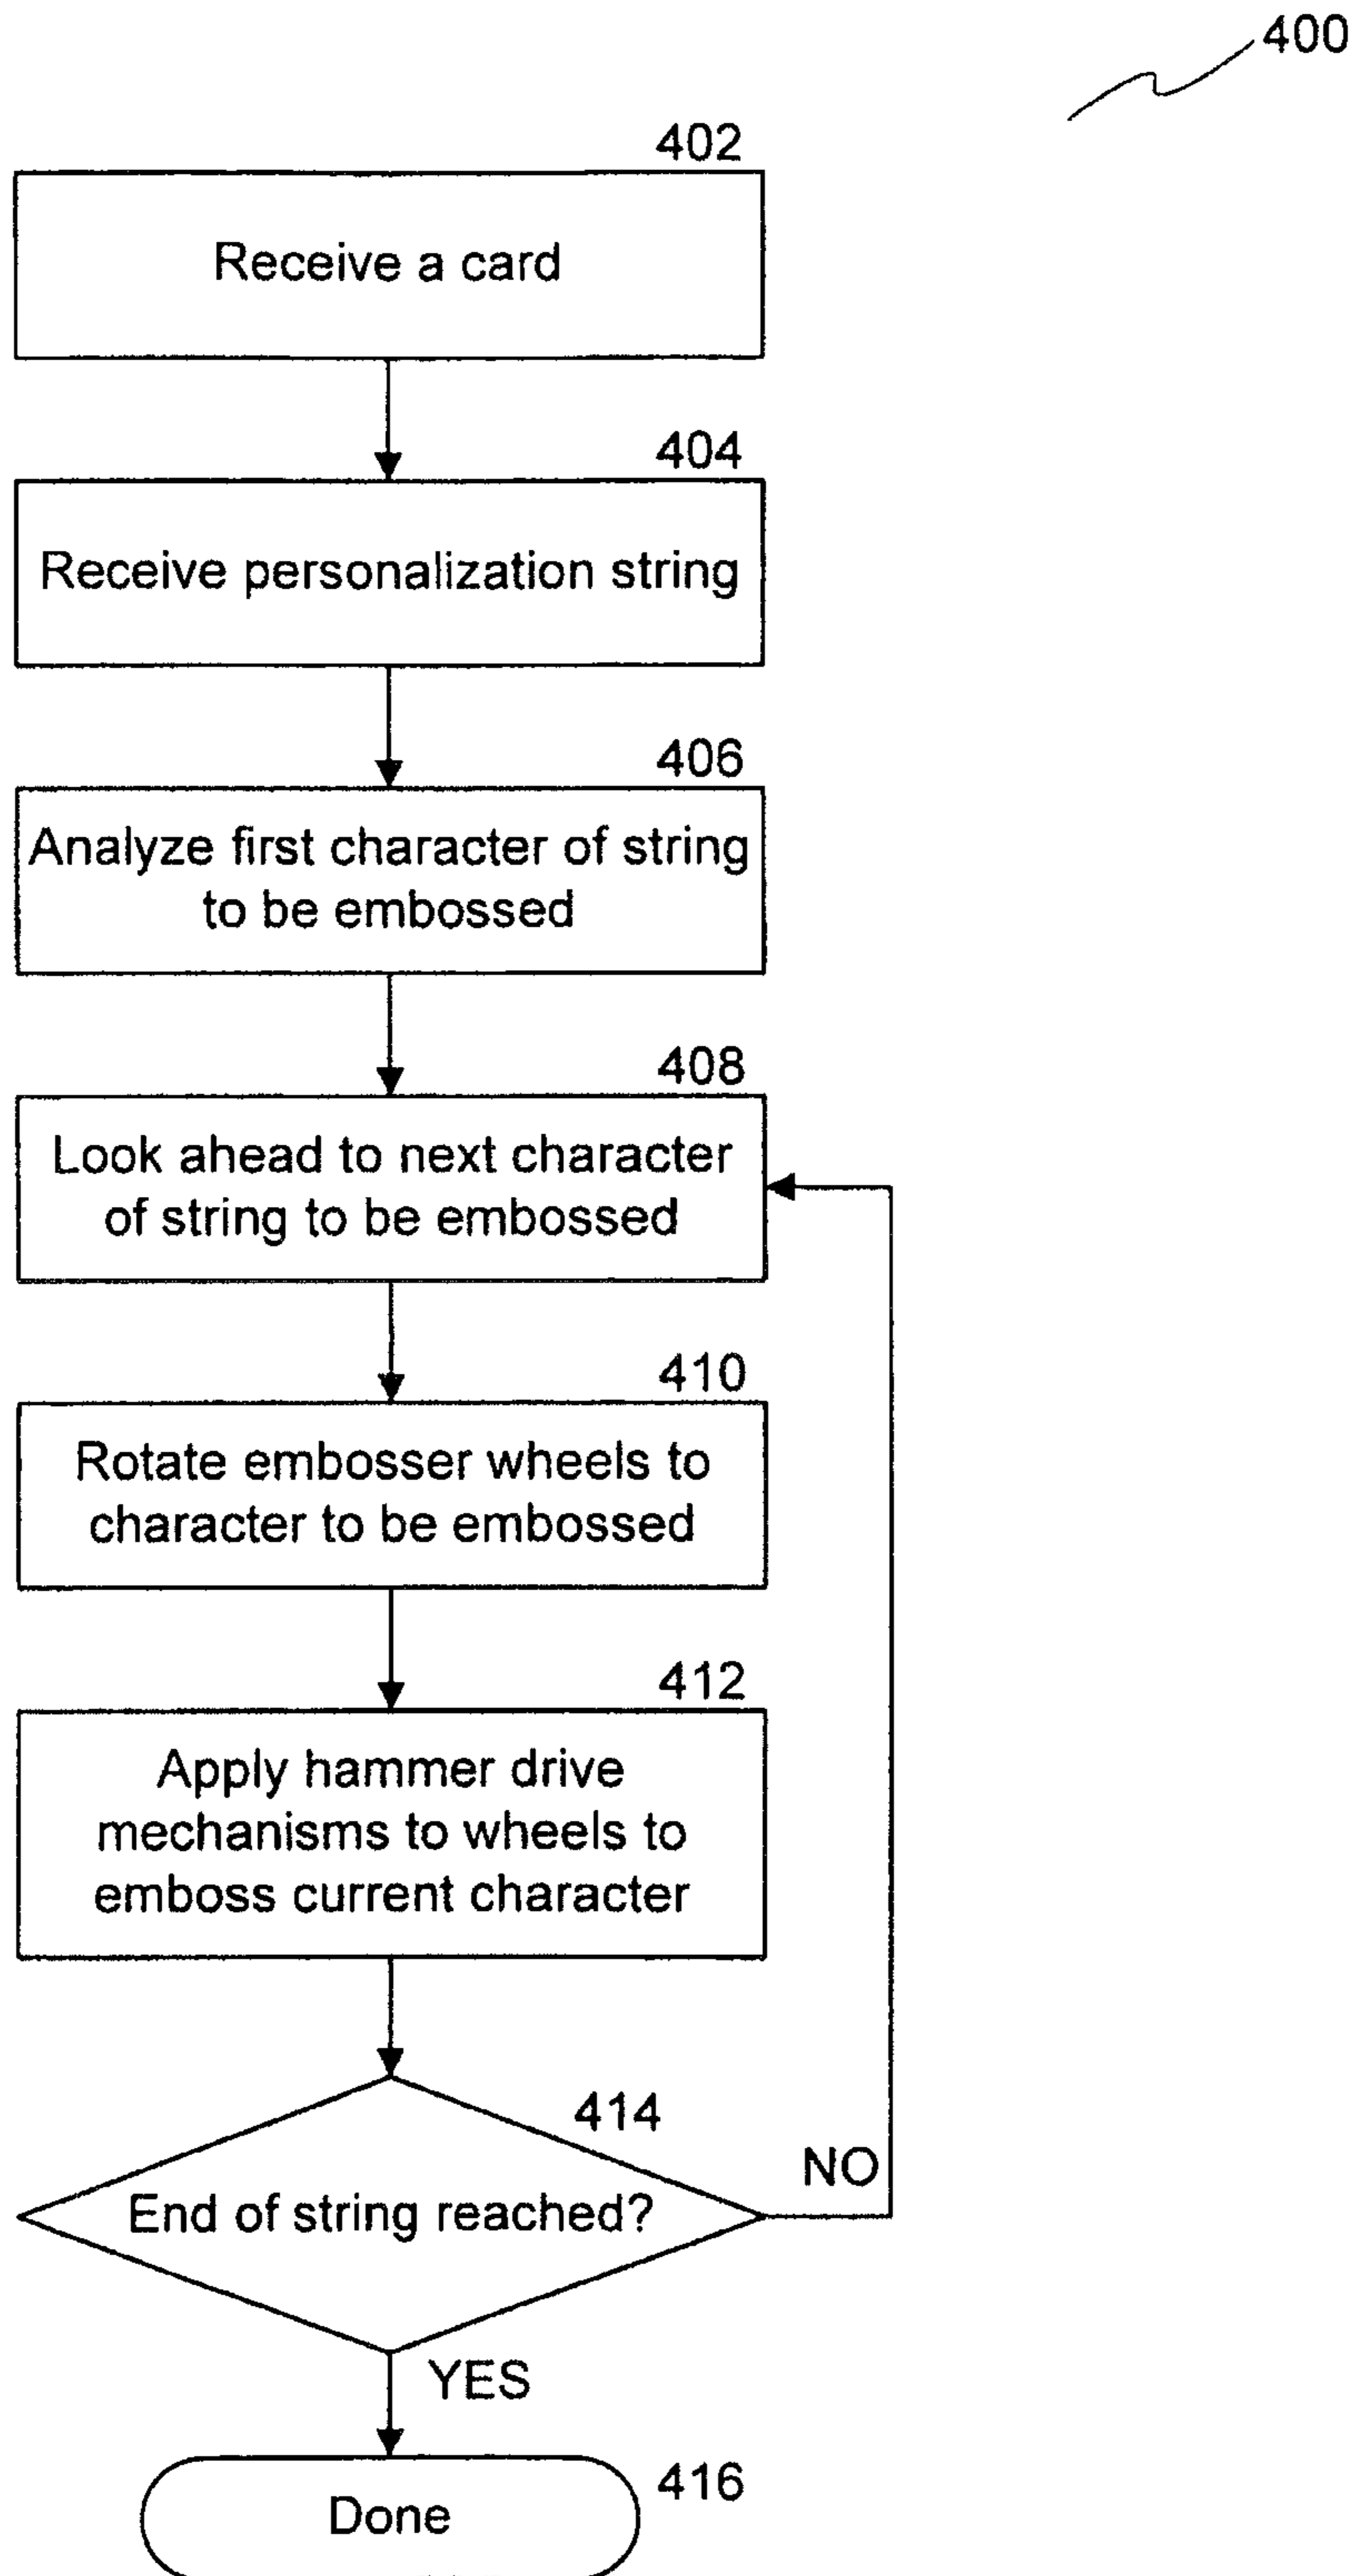 400
402
Receive a card
404
Receive personalization string
406
Analyze first character of string
to be embossed
408
Look ahead to next character
of string to be embossed
410
Rotate embosser wheels to
character to be embossed
412
Apply hammer drive
mechanisms to wheels to
emboss current character
414
NO
End of string reached?
YES
416
Done